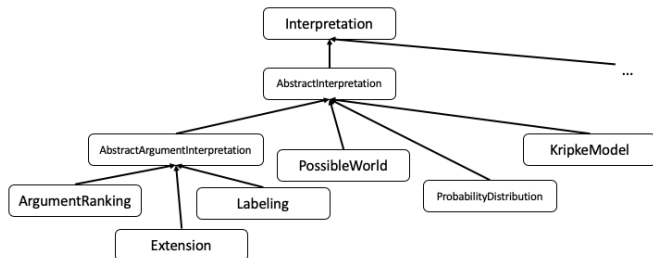 Interpretation
...
AbstractInterpretation
AbstractArgumentInterpretation
PossibleWorld
KripkeModel
ArgumentRanking
Labeling
ProbabilityDistribution
Extension